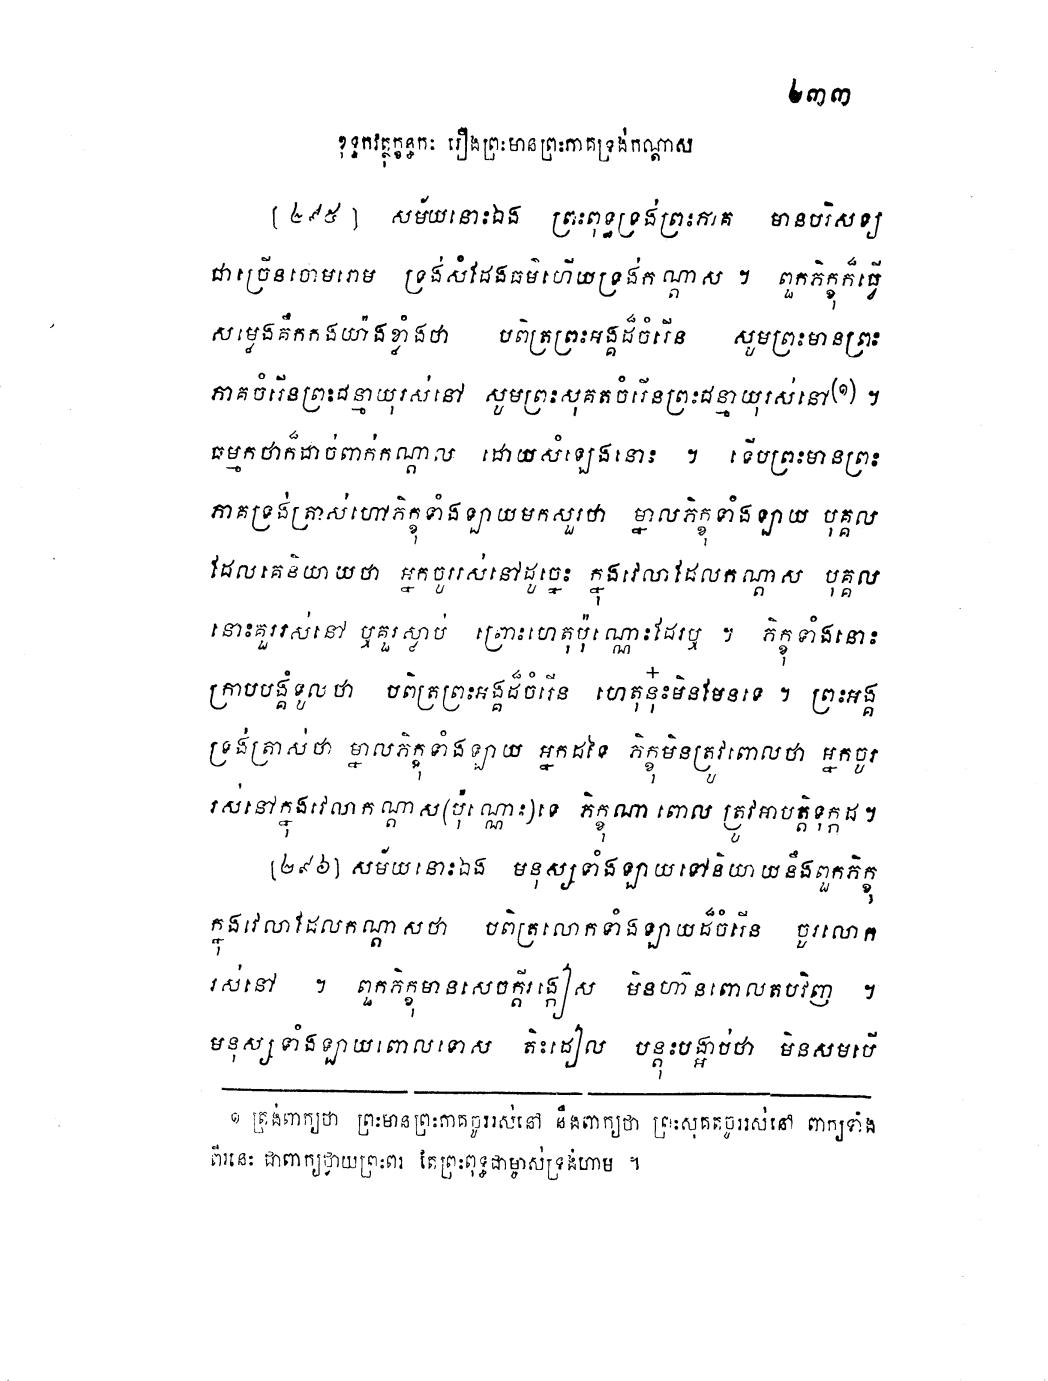 ២៣៣
ខុទ្ទកវត្ថុក្ខន្ធកៈ រឿងព្រះមានព្រះភាគទ្រង់កណ្តាស
[២៩៥] សម័យនោះឯង ព្រះពុទ្ធទ្រង់ព្រះភាគ មានបរិសទ្យ
ជាច្រើនចោមរោម ទ្រង់សំដែងធម៌ហើយទ្រង់កណ្តាស ។ ពួកភិក្ខុក៏ធ្វើ
សម្លេងគឹកកងយ៉ាងខ្លាំងថា បពិត្រព្រះអង្គដ៏ចំរើន សូមព្រះមានព្រះ
ភាគចំរើនព្រះជន្មាយុរស់នៅ សូមព្រះសុគតចំរើនព្រះជន្មាយុរស់នៅ(១) ។
ធម្មកថាក៏ដាច់ពាក់កណ្តាល ដោយសំឡេងនោះ ។ ទើបព្រះមានព្រះ
ភាគទ្រង់ត្រាស់ហៅភិក្ខុទាំងឡាយមកសួរថា ម្នាលភិក្ខុទាំងឡាយ បុគ្គល
ដែលគេនិយាយថា អ្នកចូររស់នៅដូច្នេះ ក្នុងវេលាដែលកណ្តាស បុគ្គល
នោះគួររស់នៅ ឬគួរស្លាប់ ព្រោះហេតុប៉ុណ្ណោះដែរឬ ។ ភិក្ខុទាំងនោះ
ក្រាបបង្គំទូលថា បពិត្រព្រះអង្គដ៏ចំរើន ហេតុនុ៎ះមិនមែនទេ ។ ព្រះអង្គ
ទ្រង់ត្រាស់ថា ម្នាលភិក្ខុទាំងឡាយ អ្នកដទៃ ភិក្ខុមិនត្រូវពោលថា អ្នកចូរ
រស់នៅក្នុងវេលាកណ្តាស(ប៉ុណ្ណោះ)ទេ ភិក្ខុណាពោល ត្រូវអាបត្តិទុក្កដ។
[២៩៦] សម័យនោះឯង មនុស្សទាំងឡាយទៅនិយាយនឹងពួកភិក្ខុ
ក្នុងវេលាដែលកណ្តាសថា បពិត្រលោកទាំងឡាយដ៏ចំរើន ចូរលោក
រស់នៅ ។ ពួកភិក្ខុមានសេចក្តីរង្កៀស មិនហ៊ានពោលតបវិញ ។
មនុស្សទាំងឡាយពោលទោស តិះដៀល បន្តុះបង្អាប់ថា មិនសមបើ
១ ត្រង់ពាក្យថា ព្រះមានព្រះភាគចូររស់នៅ នឹងពាក្យថា ព្រះសុគតចូររស់នៅ ពាក្យទាំង
ពីរនេះ ជាពាក្យថ្វាយព្រះពរ តែព្រះពុទ្ធជាម្ចាស់ទ្រង់ហាម ។